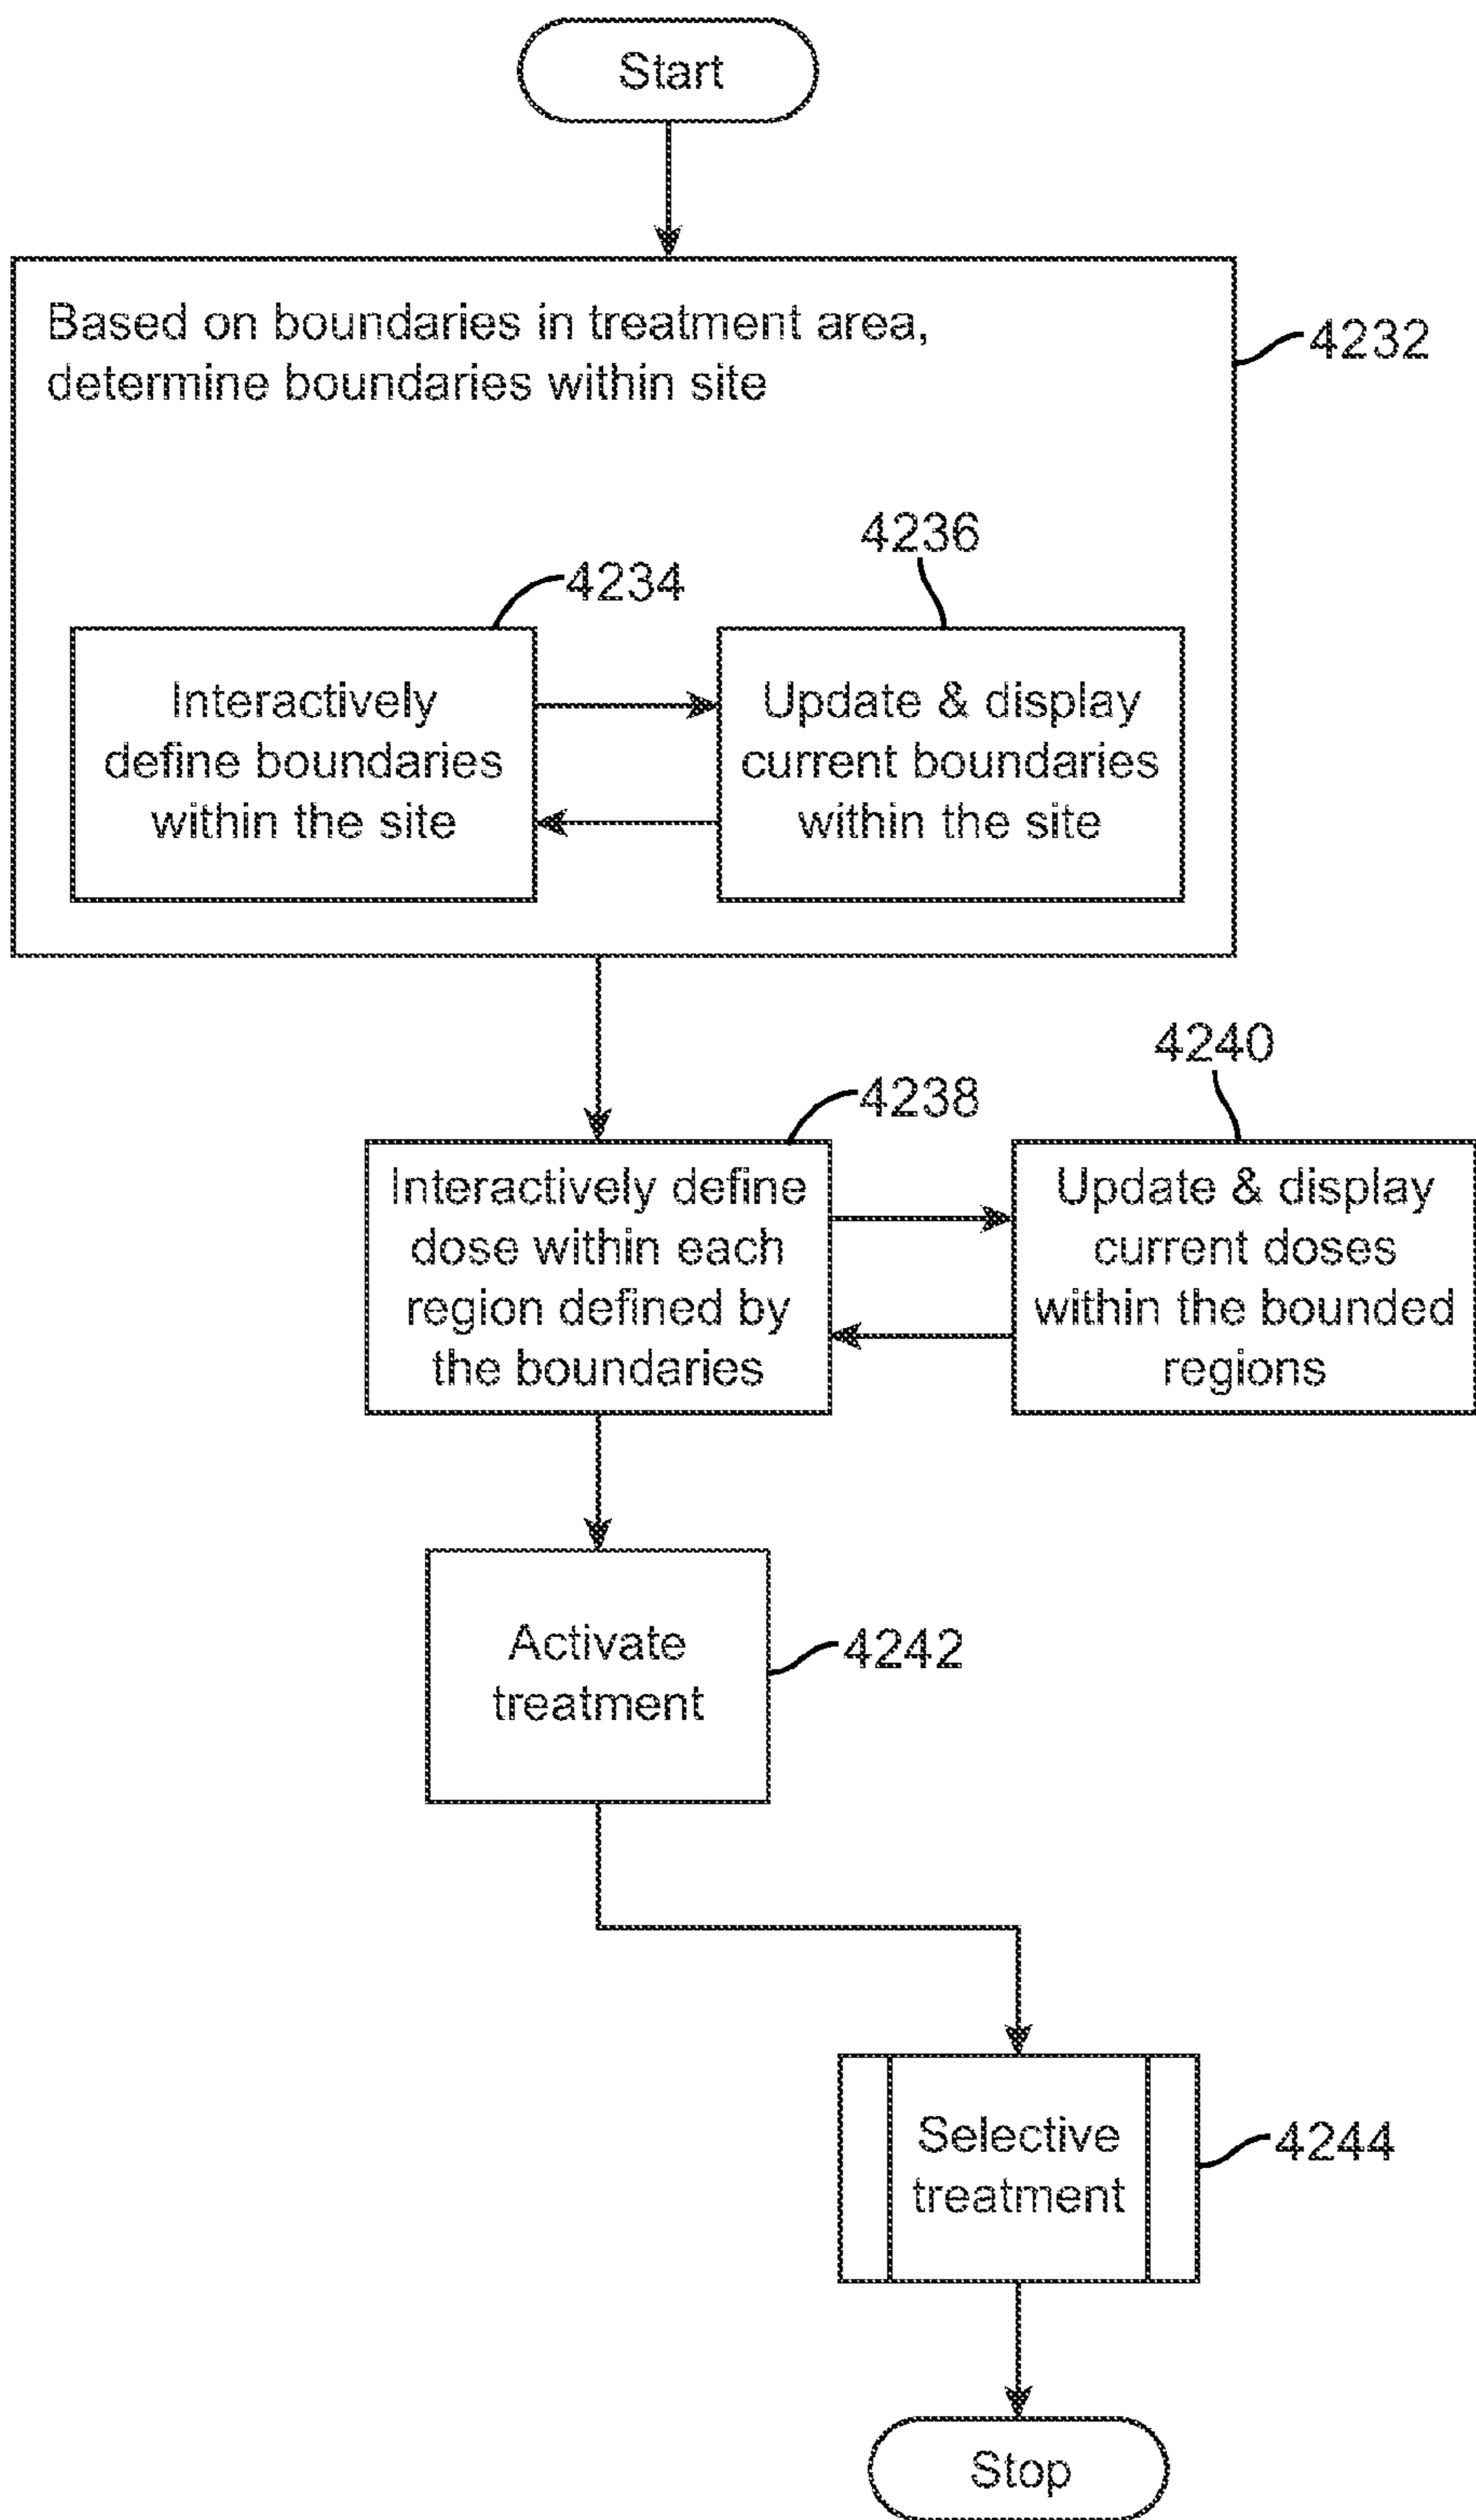 Start
Based on boundaries in treatment area,
determine boundaries within site
4232
4236
4234
Interactively
define boundaries
within the site
Update & display
current boundaries
within the site
4240
4238
Interactively define
dose within each
region defined by
the boundaries
Update & display
current doses
within the bounded
regions
Activate
treatment
4242
Selective
treatment
4244
Stop